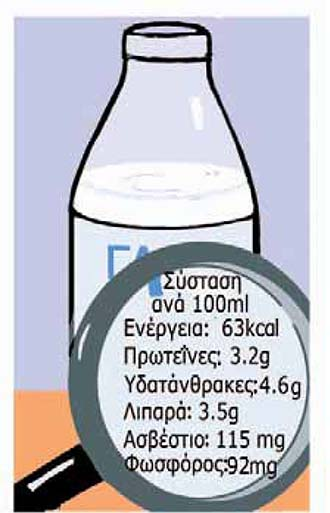 ΓΑ
Σύσταση
ανά 100ml
Ενέργεια: 63kcal
Πρωτεΐνες: 3.2g
Υδατάνθρακες:4.6g
Λιπαρά: 3.5g
Ασβέστιο: 115 mg
Φωσφόρος:92mg